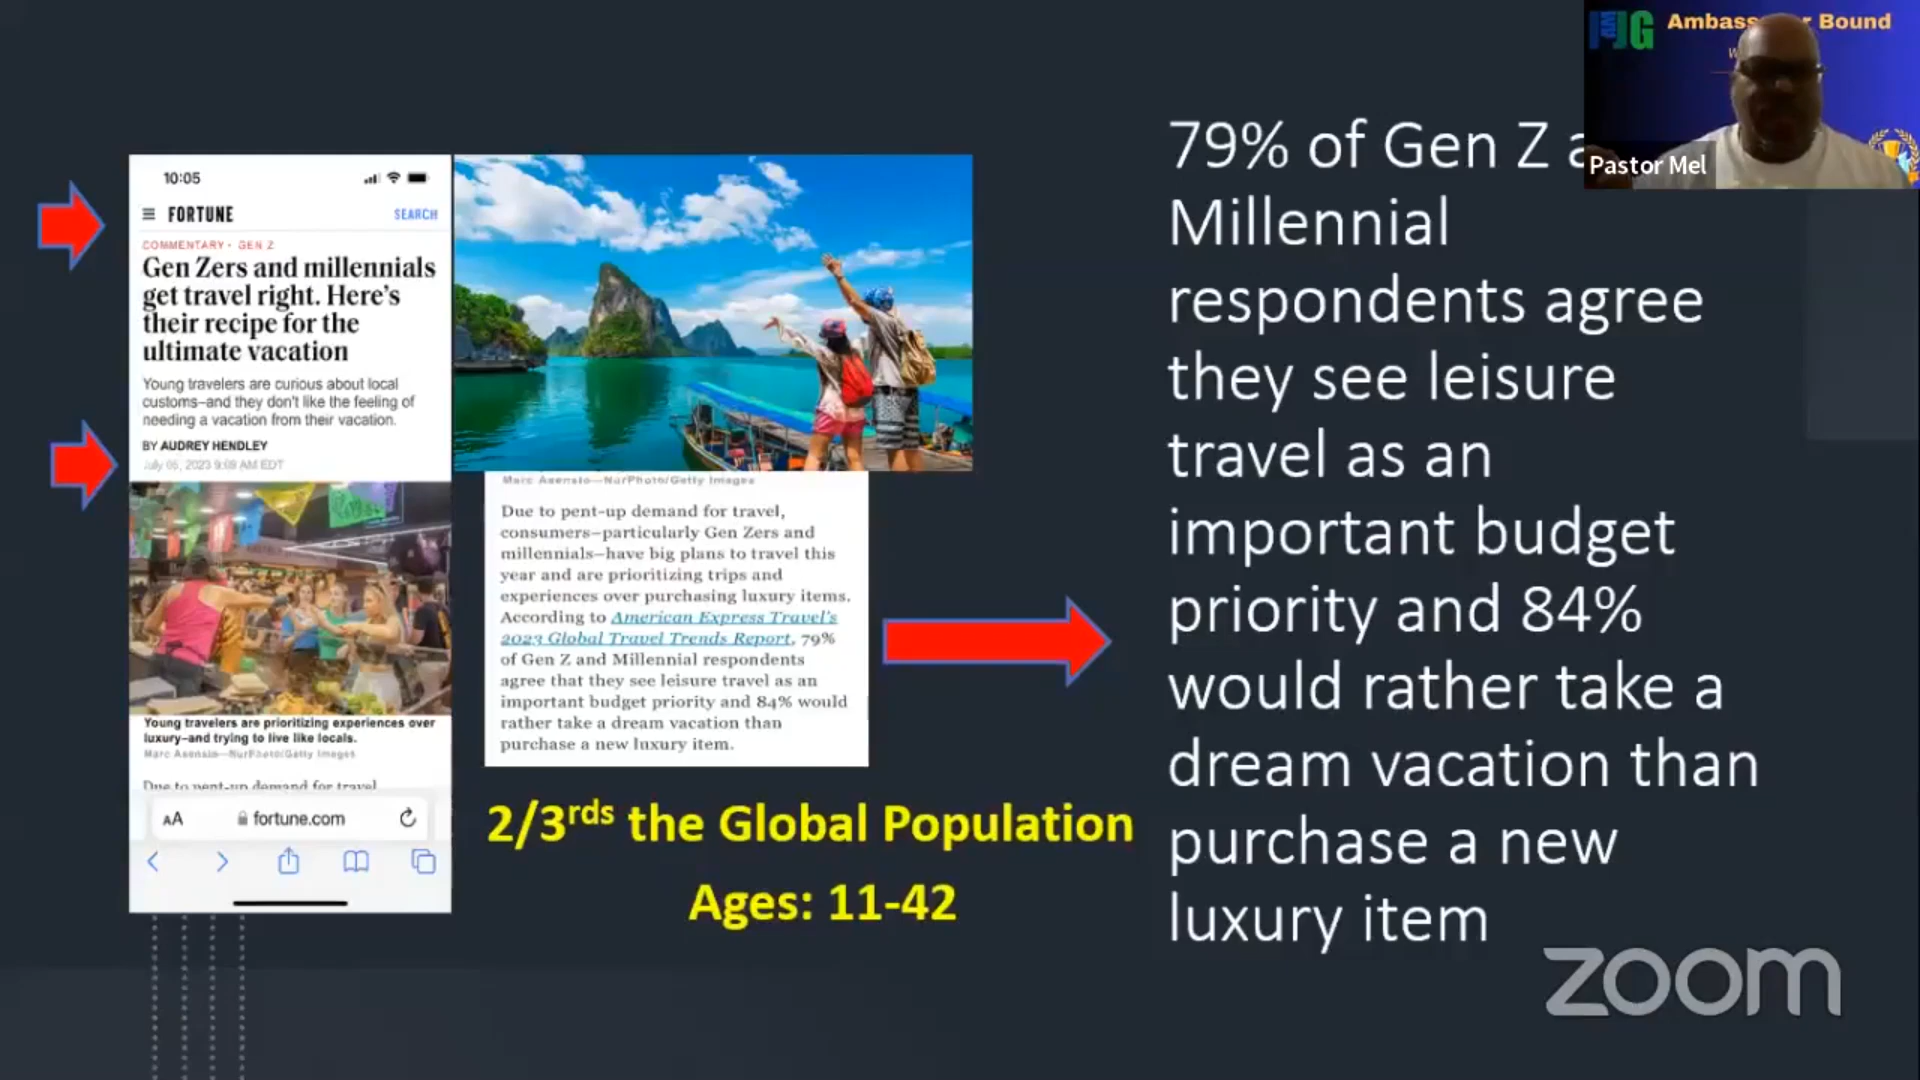 10:05
FORTUNE
SEARCH
COMMENTARY · GEN Z
Gen Zers and millennials
get travel right. Here's
their recipe for the
ultimate vacation
Young travelers are curious about local
customs–and they don't like the feeling of
needing a vacation from their vacation.
BY AUDREY HENDLEY
July 05, 2023 9:09 AM EDT
Young travelers are prioritizing experiences over
luxury–and trying to live like locals.
Marc Asensio—NurPhoto/Getty Images
Due to pent-up demand for travel
AA
fortune.com
Marc Asensio—NurPhoto/Getty Images
Due to pent-up demand for travel,
consumers–particularly Gen Zers and
millennials–have big plans to travel this
year and are prioritizing trips and
experiences over purchasing luxury items.
According to American Express Travel's
2023 Global Travel Trends Report, 79%
of Gen Z and Millennial respondents
agree that they see leisure travel as an
important budget priority and 84% would
rather take a dream vacation than
purchase a new luxury item.
2/3rds the Global Population
Ages: 11-42
79% of Gen Z
Millennial
respondents agree
they see leisure
travel as an
important budget
priority and 84%
would rather take a
dream vacation than
purchase a new
luxury item
Bound
Pastor Mel
zoom